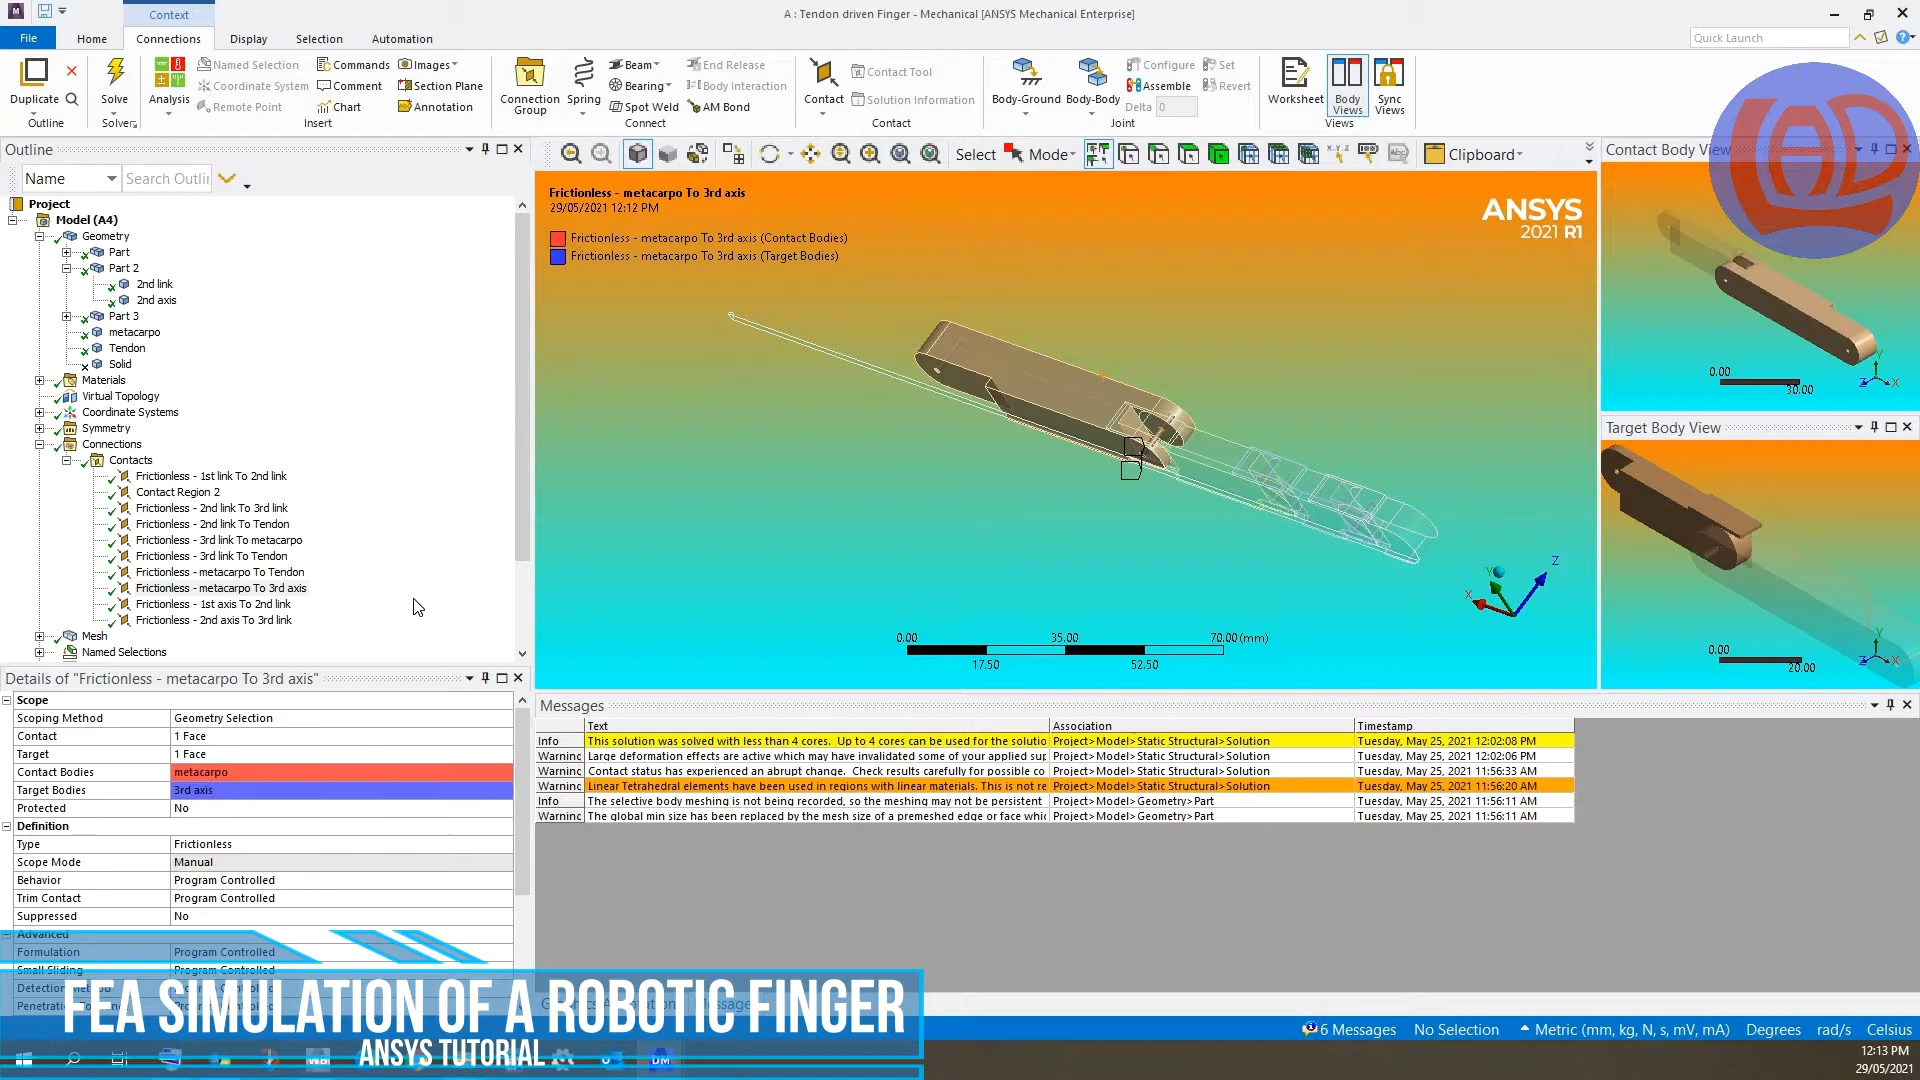 Context
A : Tendon driven Finger - Mechanical [ANSYS Mechanical Enterprise]
File Home Connections Display Selection Automation
Quick Launch
Duplicate
Outline
Solve
Solver
Analysis
Named Selection
Coordinate System
Remote Point
Commands
Comment
Chart
Images
Section Plane
Annotation
Insert
Connection Group
Spring
Beam
Bearing
Spot Weld
End Release
Body Interaction
AM Bond
Connect
Contact
Contact Tool
Solution Information
Contact
Body-Ground
Body-Body
Configure
Assemble
Delta 0
Set
Revert
Joint
Worksheet
Body Views
Sync Views
Views
LAD
Outline
Name
Search Outlin
Select
Mode
Clipboard
Project
Model (A4)
Geometry
Part
Part 2
2nd link
2nd axis
Part 3
metacarpo
Tendon
Solid
Materials
Virtual Topology
Coordinate Systems
Symmetry
Connections
Contacts
Frictionless - 1st link To 2nd link
Contact Region 2
Frictionless - 2nd link To 3rd link
Frictionless - 2nd link To Tendon
Frictionless - 3rd link To metacarpo
Frictionless - 3rd link To Tendon
Frictionless - metacarpo To Tendon
Frictionless - metacarpo To 3rd axis
Frictionless - 1st axis To 2nd link
Frictionless - 2nd axis To 3rd link
Mesh
Named Selections
Frictionless - metacarpo To 3rd axis
29/05/2021 12:12 PM
Frictionless - metacarpo To 3rd axis (Contact Bodies)
Frictionless - metacarpo To 3rd axis (Target Bodies)
ANSYS
2021 R1
X Y Z
0.00 35.00 70.00 (mm)
17.50 52.50
Contact Body View
0.00
30.00
Z Y X
Target Body View
0.00
20.00
Z Y X
Details of "Frictionless - metacarpo To 3rd axis"
Scope
Scoping Method Geometry Selection
Contact 1 Face
Target 1 Face
Contact Bodies metacarpo
Target Bodies 3rd axis
Protected No
Definition
Type Frictionless
Scope Mode Manual
Behavior Program Controlled
Trim Contact Program Controlled
Suppressed No
Advanced
Formulation Program Controlled
Small Sliding Program Controlled
Messages
Text Association Timestamp
Info This solution was solved with less than 4 cores. Up to 4 cores can be used for the solutio Project>Model>Static Structural>Solution Tuesday, May 25, 2021 12:02:08 PM
Warning Large deformation effects are active which may have invalidated some of your applied sup Project>Model>Static Structural>Solution Tuesday, May 25, 2021 12:02:06 PM
Warning Contact status has experienced an abrupt change. Check results carefully for possible co Project>Model>Static Structural>Solution Tuesday, May 25, 2021 11:56:33 AM
Warning Linear Tetrahedral elements have been used in regions with linear materials. This is not re Project>Model>Static Structural>Solution Tuesday, May 25, 2021 11:56:20 AM
Info The selective body meshing is not being recorded, so the meshing may not be persistent Project>Model>Geometry>Part Tuesday, May 25, 2021 11:56:11 AM
Warning The global min size has been replaced by the mesh size of a premeshed edge or face whic Project>Model>Geometry>Part Tuesday, May 25, 2021 11:56:11 AM
FEA SIMULATION OF A ROBOTIC FINGER
ANSYS TUTORIAL
6 Messages No Selection Metric (mm, kg, N, s, mV, mA) Degrees rad/s Celsius
12:13 PM
29/05/2021